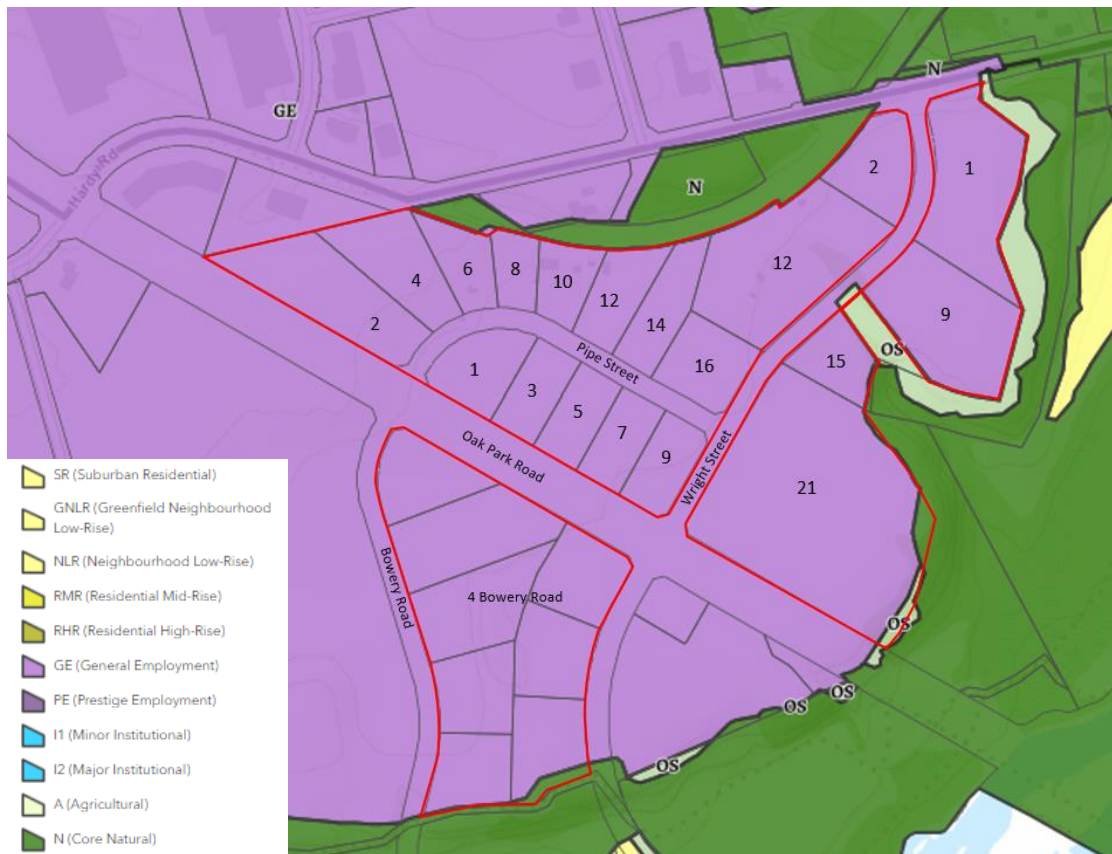 N
GE
N
Hardy Rd
2
1
12
4
6
8
10
12
14
16
2
Pipe Street
1
3
5
7
9
9
15
OS
Oak Park Road
Wright Street
21
Bowery Road
4 Bowery Road
OS
OS
OS
OS
SR (Suburban Residential)
GNLR (Greenfield Neighbourhood
Low-Rise)
NLR (Neighbourhood Low-Rise)
RMR (Residential Mid-Rise)
RHR (Residential High-Rise)
GE (General Employment)
PE (Prestige Employment)
I1 (Minor Institutional)
I2 (Major Institutional)
A (Agricultural)
N (Core Natural)